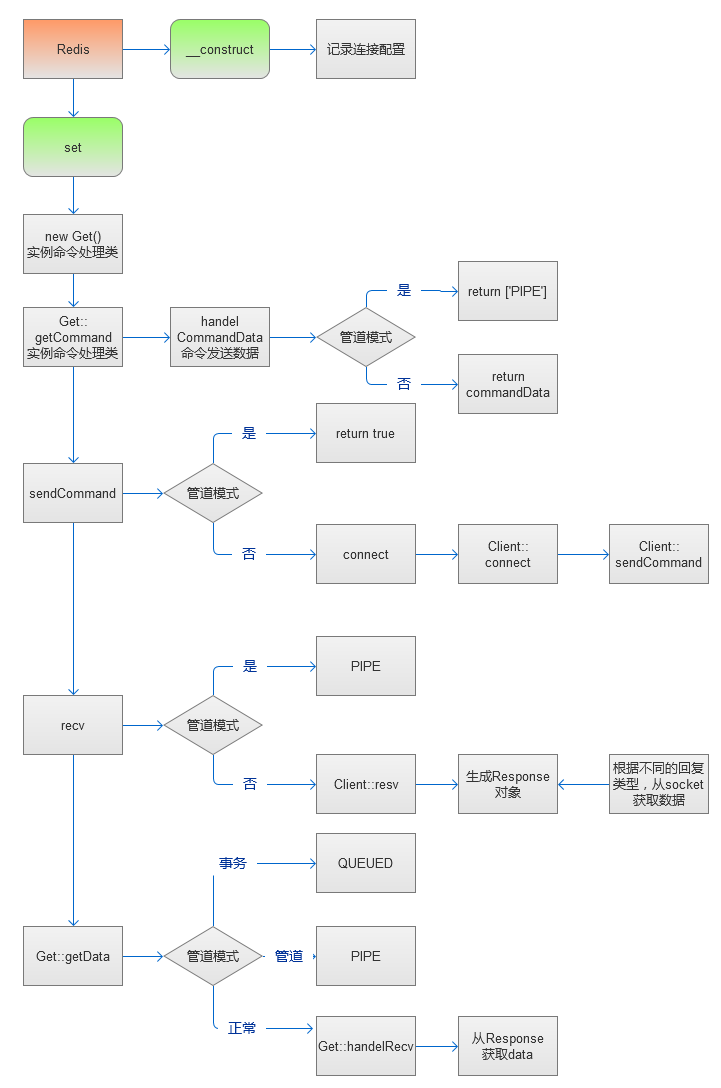 Redis
__construct
记录连接配置
set
new Get()
实例命令处理类
Get::
getCommand
实例命令处理类
handel
CommandData
命令发送数据
管道模式
是
return ['PIPE']
否
return
commandData
sendCommand
管道模式
是
return true
否
connect
Client::
connect
Client::
sendCommand
recv
管道模式
是
PIPE
否
Client::resv
生成Response
对象
根据不同的回复
类型，从socket
获取数据
Get::getData
管道模式
事务
QUEUED
管道
PIPE
正常
Get::handelRecv
从Response
获取data